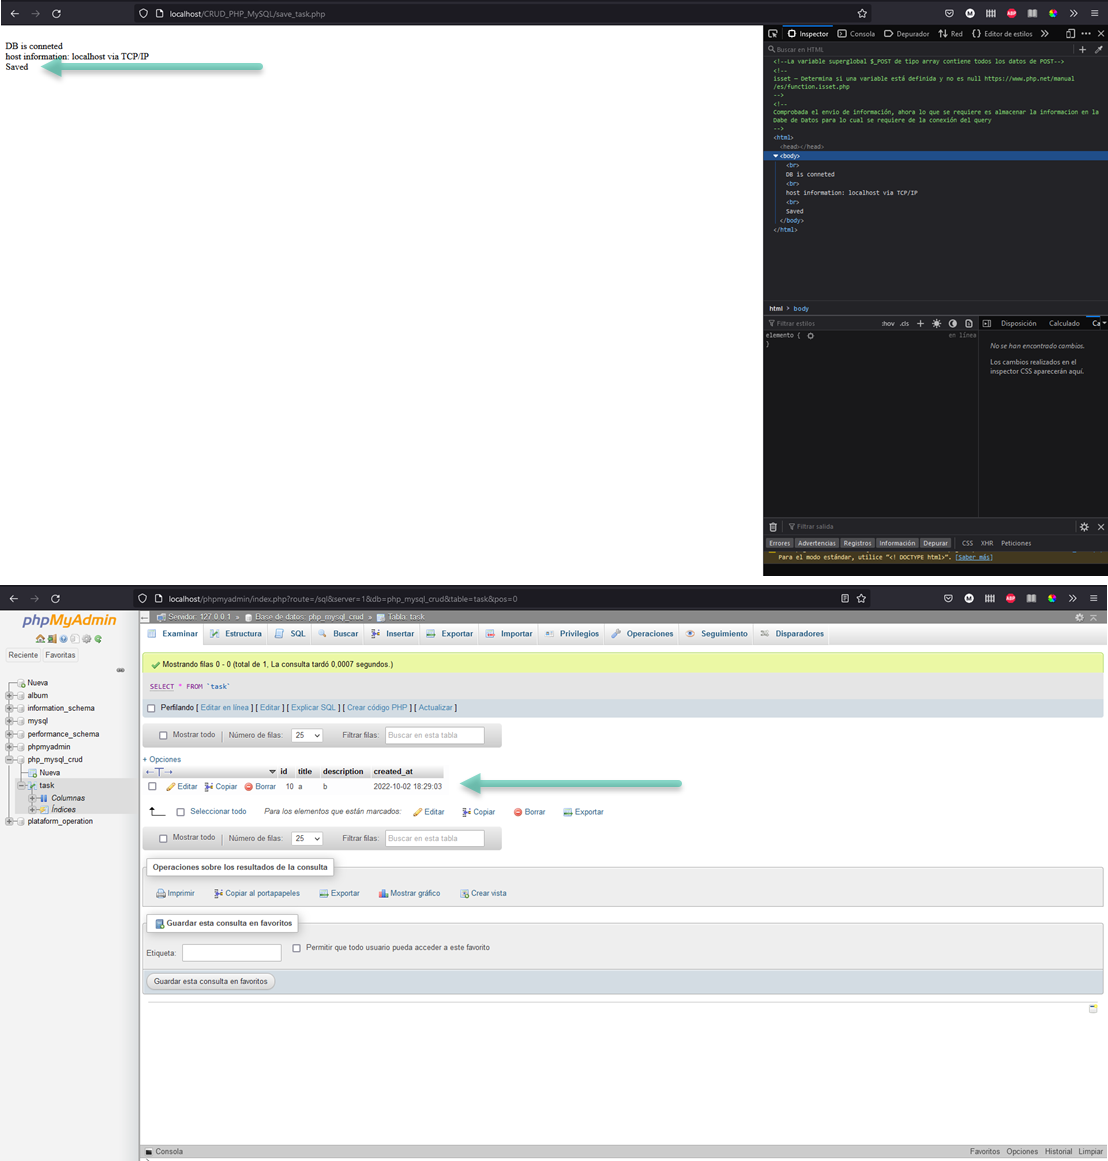 localhost/CRUD_PHP_MySQL/save_task.php
DB is conneted
host information: localhost via TCP/IP
Saved
Inspector Consola Depurador Red Editor de estilos
Buscar en HTML
<!--La variable superglobal $_POST de tipo array contiene todos los datos de POST-->
<!--
isset — Determina si una variable está definida y no es null https://www.php.net/manual
/es/function.isset.php
-->
<!--
Comprobada el envio de información, ahora lo que se requiere es almacenar la informacion en la
Dabe de Datos para lo cual se requiere de la conexión del query
-->
<html>
<head></head>
<body>
<br>
DB is conneted
<br>
host information: localhost via TCP/IP
<br>
Saved
</body>
</html>
html > body
Filtrar estilos :hov .cls + Disposición Calculado Ca
elemento { en línea
}
No se han encontrado cambios.
Los cambios realizados en el
inspector CSS aparecerán aquí.
Filtrar salida
Errores Advertencias Registros Información Depurar CSS XHR Peticiones
Para el modo estándar, utilice "<! DOCTYPE html>". [Saber más]
localhost/phpmyadmin/index.php?route=/sql&server=1&db=php_mysql_crud&table=task&pos=0
phpMyAdmin
Reciente Favoritas
Nueva
album
information_schema
mysql
performance_schema
phpmyadmin
php_mysql_crud
Nueva
task
Columnas
Índices
plataform_operation
Servidor: 127.0.0.1 » Base de datos: php_mysql_crud » Tabla: task
Examinar Estructura SQL Buscar Insertar Exportar Importar Privilegios Operaciones Seguimiento Disparadores
Mostrando filas 0 - 0 (total de 1, La consulta tardó 0,0007 segundos.)
SELECT * FROM `task`
Perfilando [ Editar en línea ] [ Editar ] [ Explicar SQL ] [ Crear código PHP ] [ Actualizar ]
Mostrar todo | Número de filas: 25 Filtrar filas: Buscar en esta tabla
+ Opciones
id title description created_at
Editar Copiar Borrar 10 a b 2022-10-02 18:29:03
Seleccionar todo Para los elementos que están marcados: Editar Copiar Borrar Exportar
Mostrar todo | Número de filas: 25 Filtrar filas: Buscar en esta tabla
Operaciones sobre los resultados de la consulta
Imprimir Copiar al portapapeles Exportar Mostrar gráfico Crear vista
Guardar esta consulta en favoritos
Etiqueta: Permitir que todo usuario pueda acceder a este favorito
Guardar esta consulta en favoritos
Consola Favoritos Opciones Historial Limpiar